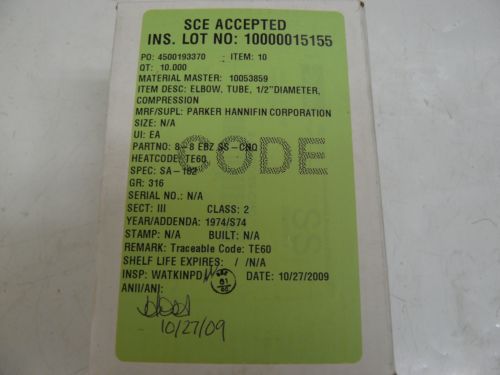 SCE ACCEPTED
INS. LOT NO: 10000015155
PO: 4500193370 ITEM: 10
QT: 10.000
MATERIAL MASTER: 10053859
ITEM DESC: ELBOW, TUBE, 1/2"DIAMETER,
COMPRESSION
MRF/SUPL: PARKER HANNIFIN CORPORATION
SIZE: N/A
UI: EA
CODE
PARTNO: 8-8 EBZ SS-CNO
HEATCODE: TE60
SPEC: SA-182
GR: 316
SERIAL NO.: N/A
SECT: III CLASS: 2
YEAR/ADDENDA: 1974/S74
STAMP: N/A BUILT: N/A
REMARK: Traceable Code: TE60
SHELF LIFE EXPIRES: / /N/A
INSP: WATKINPD DATE: 10/27/2009
ANII/ANI:
10/27/09